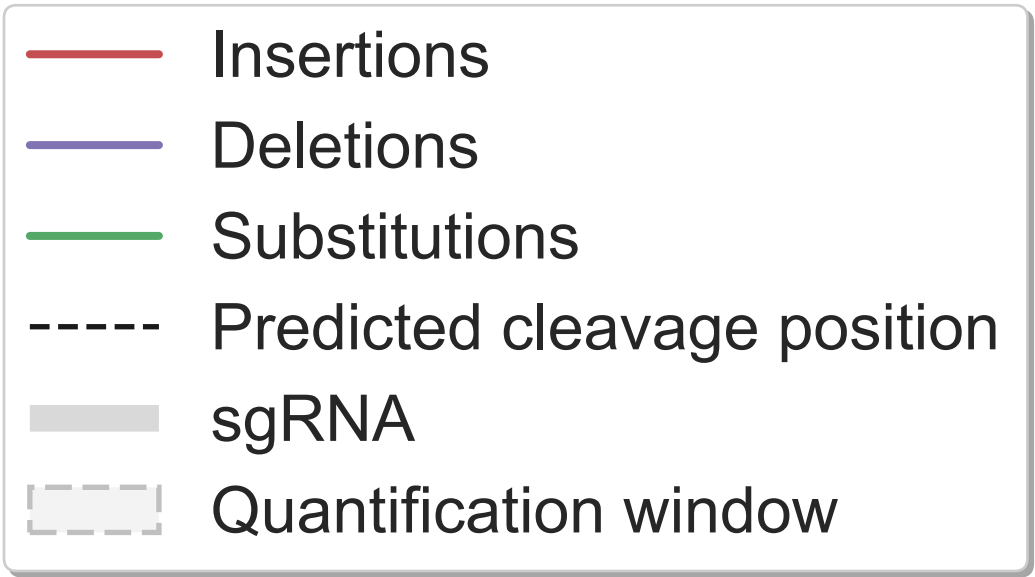 Insertions
Deletions
Substitutions
Predicted cleavage position
sgRNA
Quantification window